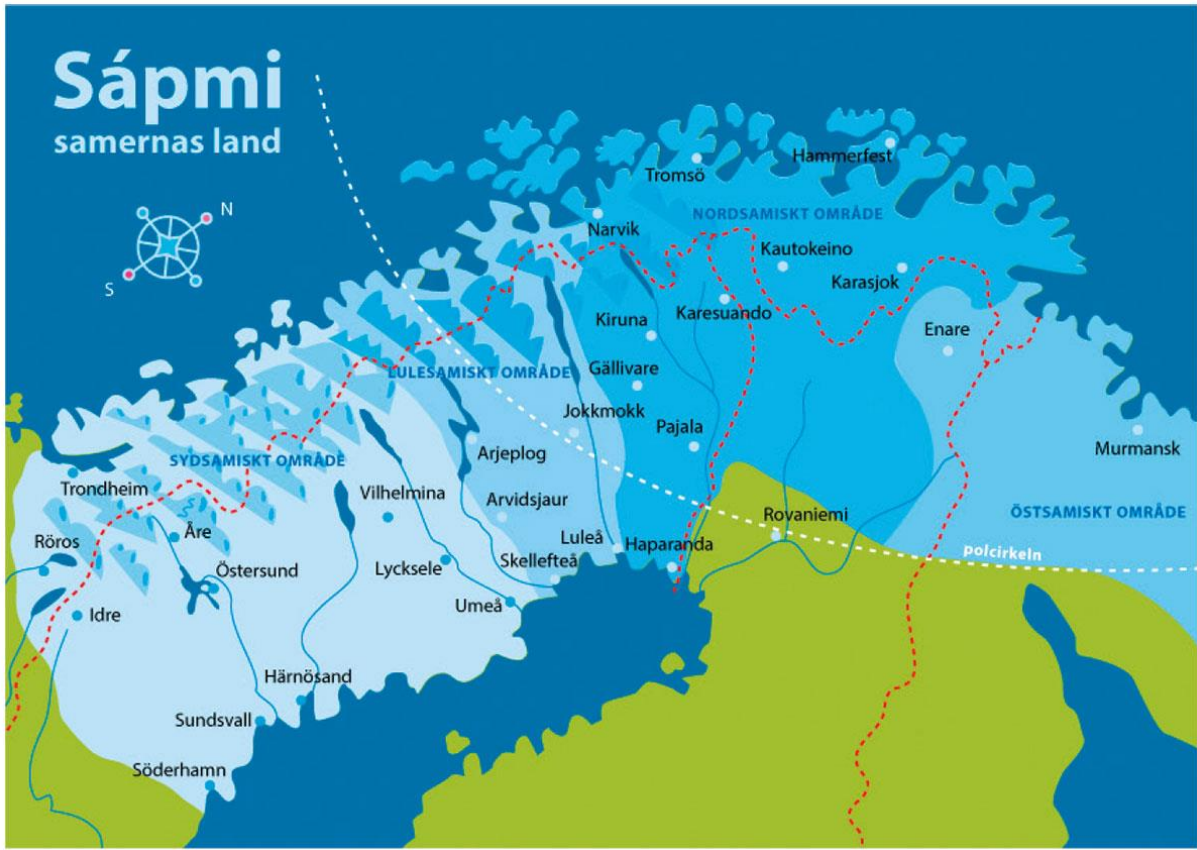 Sápmi
samernas land
N
S
Hammerfest
Tromsö
NORDSAMISKT OMRÅDE
Narvik
Kautokeino
Karasjok
Karesuando
Kiruna
Enare
Gällivare
LULESAMISKT OMRÅDE
Jokkmokk
Pajala
Murmansk
Arjeplog
SYDSAMISKT OMRÅDE
Trondheim
Vilhelmina
Arvidsjaur
Rovaniemi
ÖSTSAMISKT OMRÅDE
Åre
Luleå
Haparanda
Röros
polcirkeln
Skellefteå
Östersund
Lycksele
Umeå
Idre
Härnösand
Sundsvall
Söderhamn